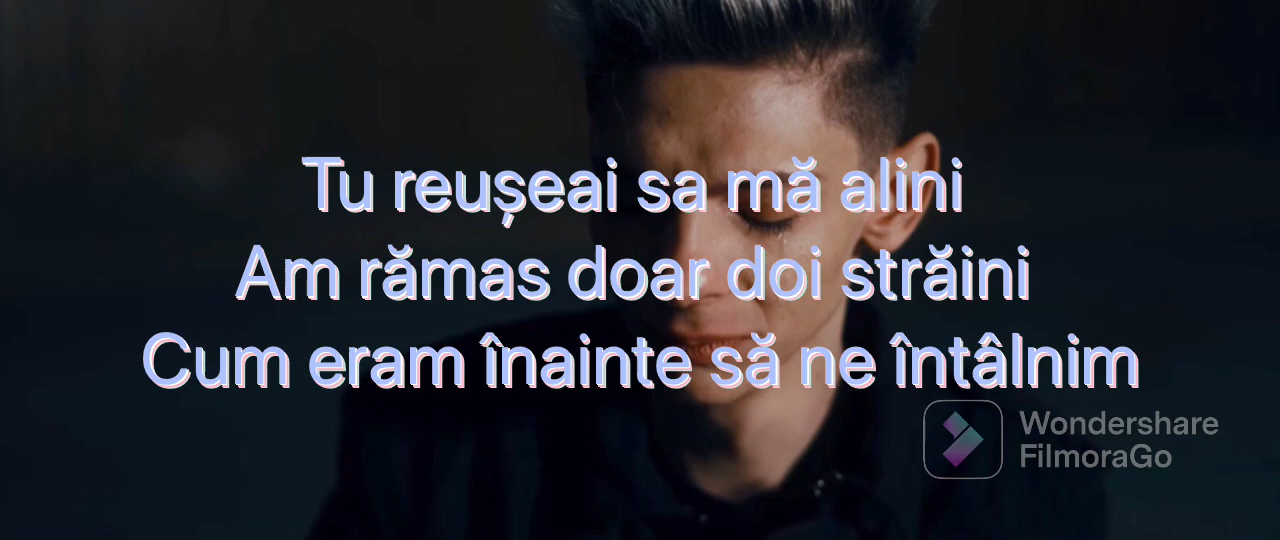 Tu reușeai sa mă alini
Am rămas doar doi străini
Cum eram înainte să ne întâlnim
Wondershare
FilmoraGo